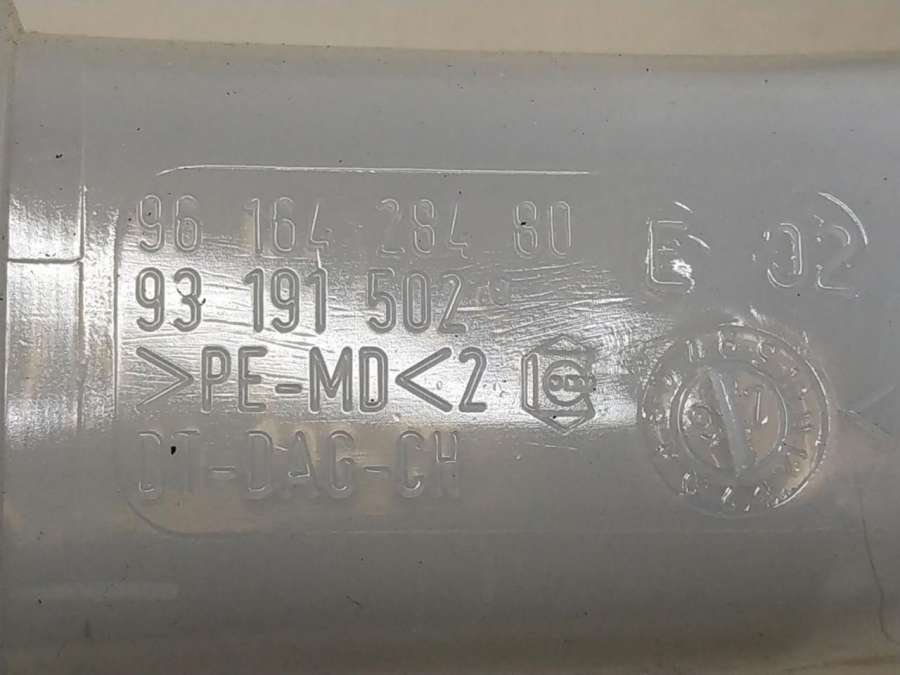 96 164 284 80
93 191 502
>PE-MD<2
DT-DAG-CH
E 02